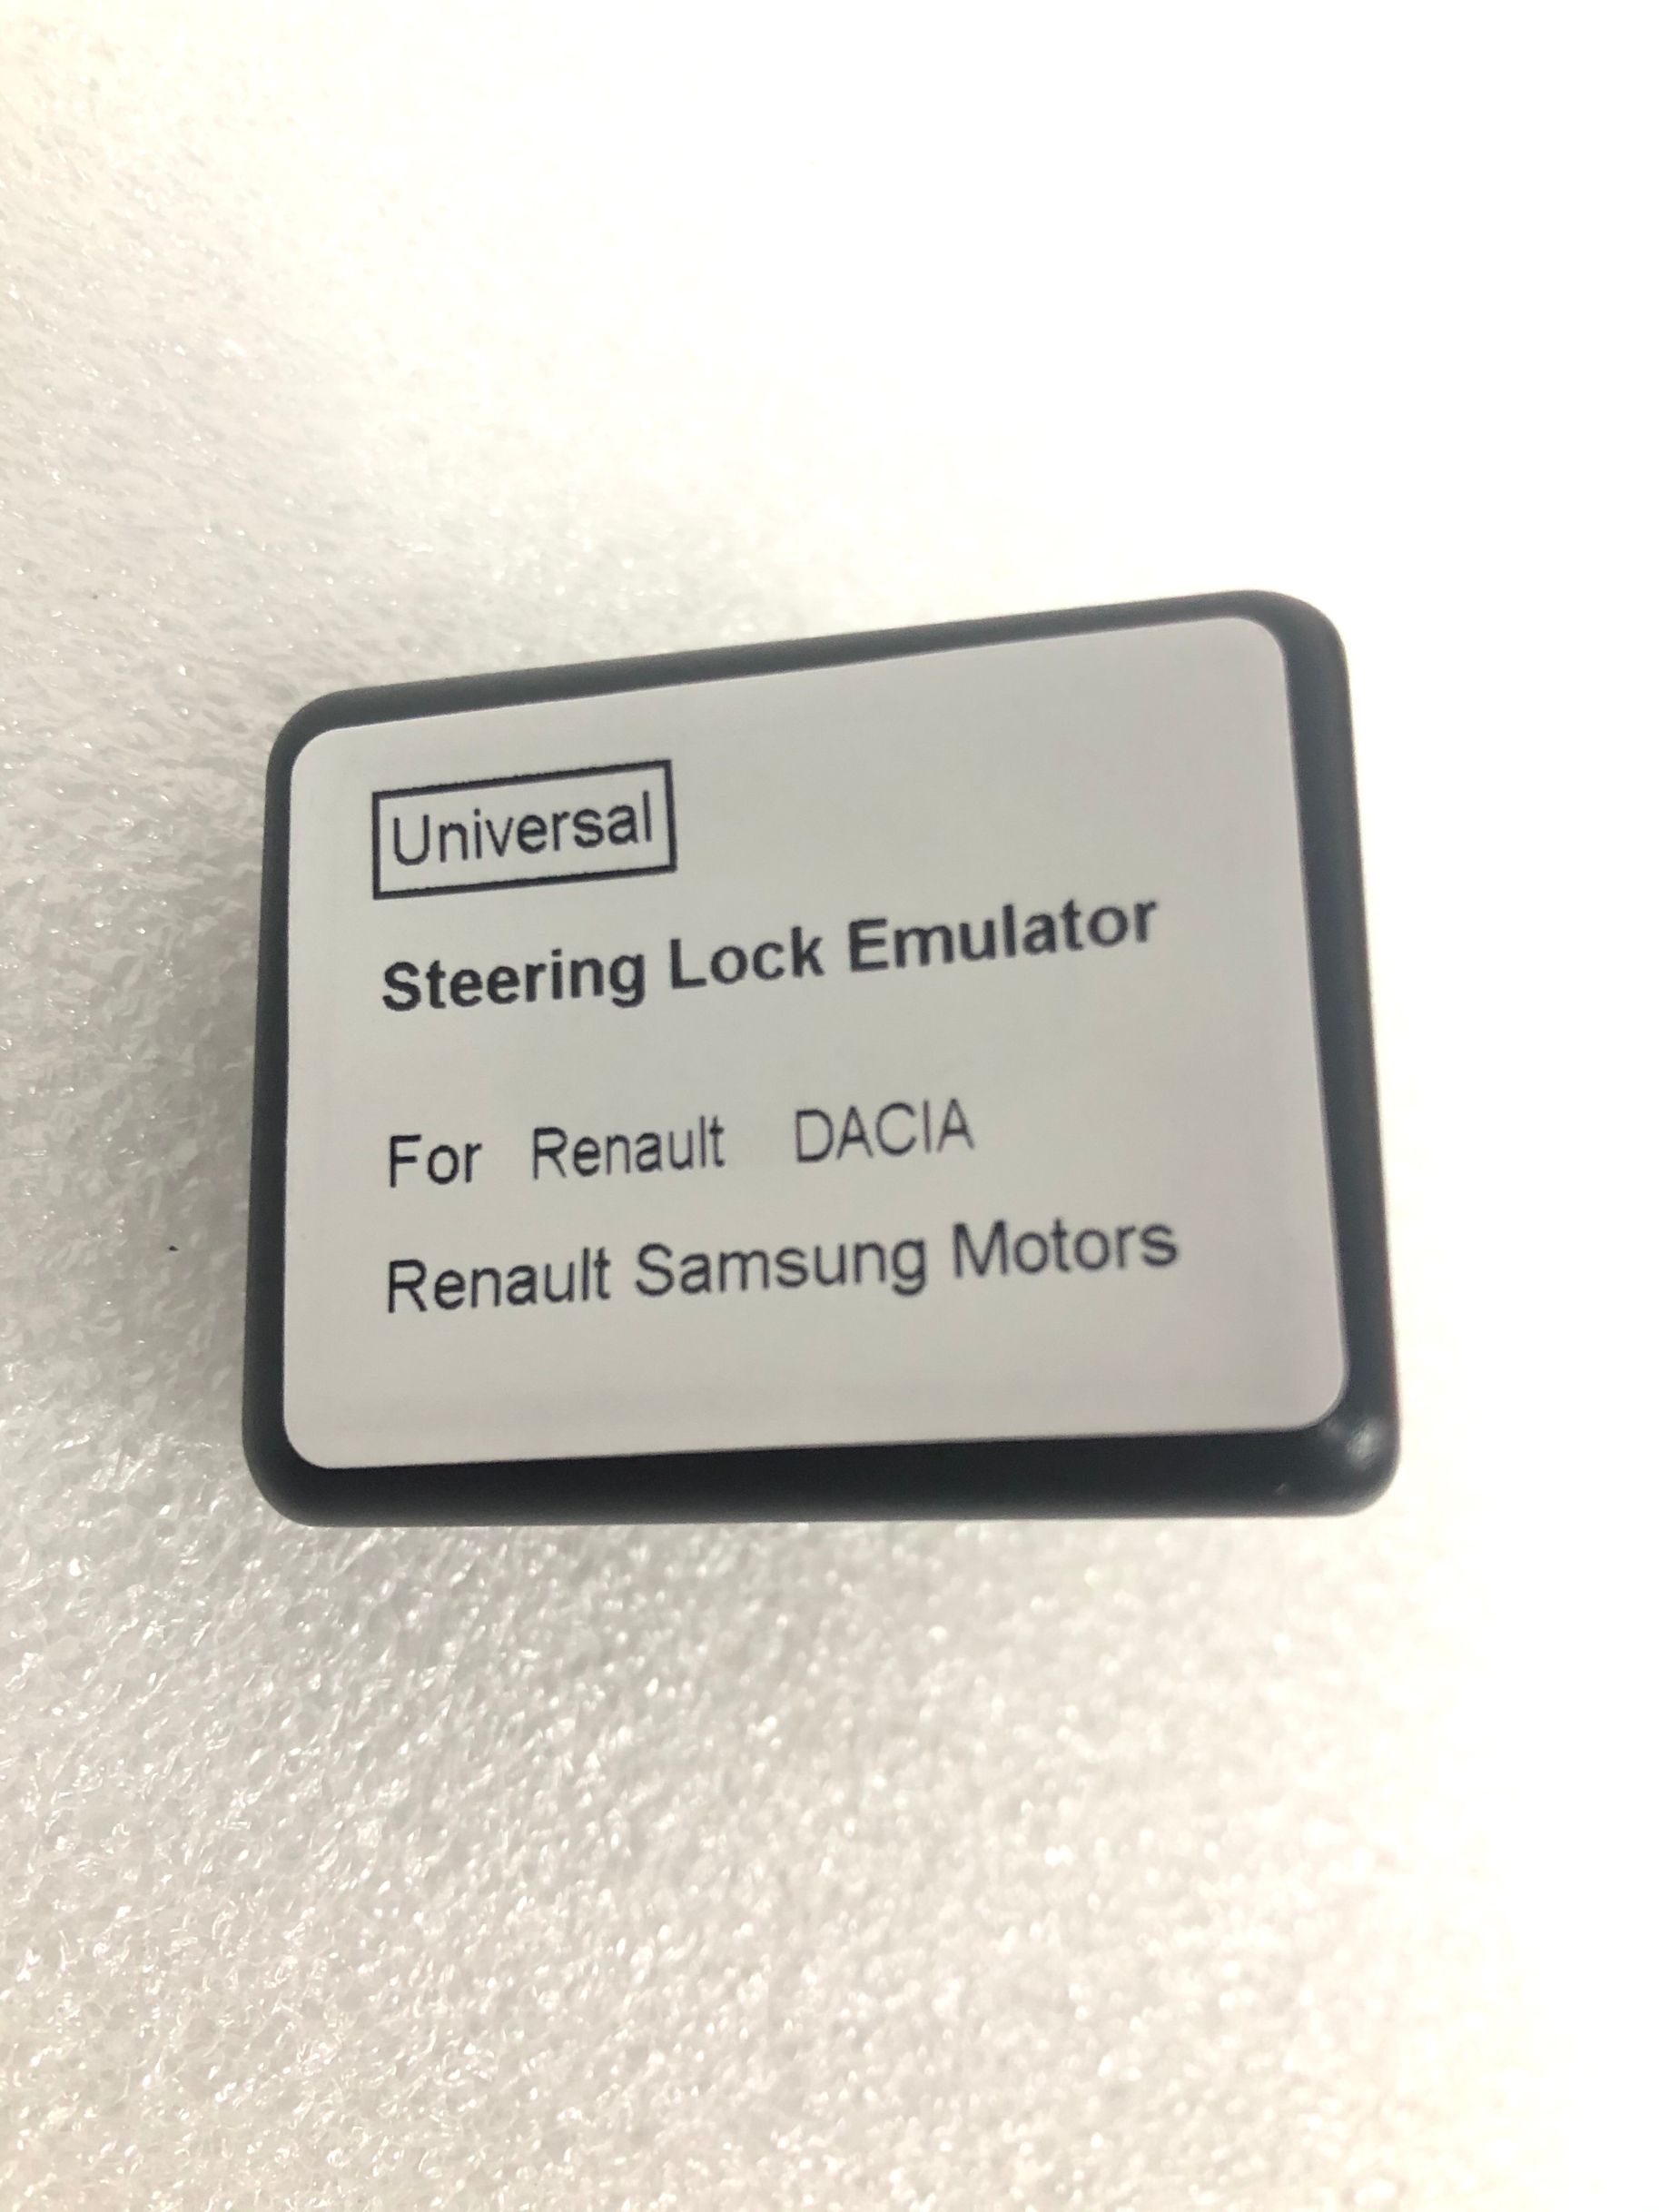 Universal
Steering Lock Emulator
For Renault DACIA
Renault Samsung Motors